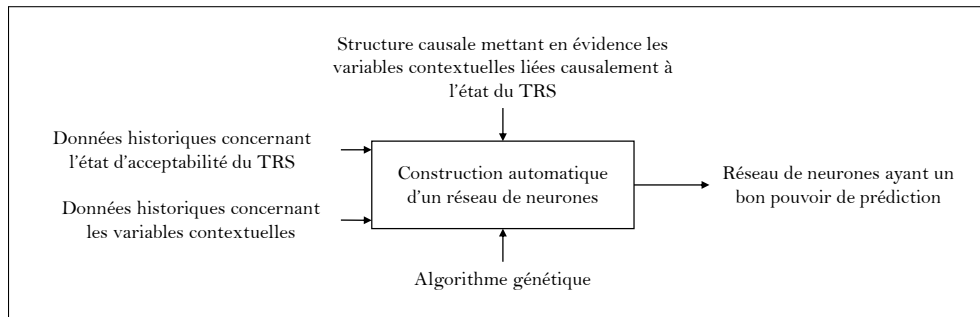 Structure causale mettant en évidence les
variables contextuelles liées causalement à
l'état du TRS
Données historiques concernant
l'état d'acceptabilité du TRS
Données historiques concernant
les variables contextuelles
Construction automatique
d'un réseau de neurones
Réseau de neurones ayant un
bon pouvoir de prédiction
Algorithme génétique